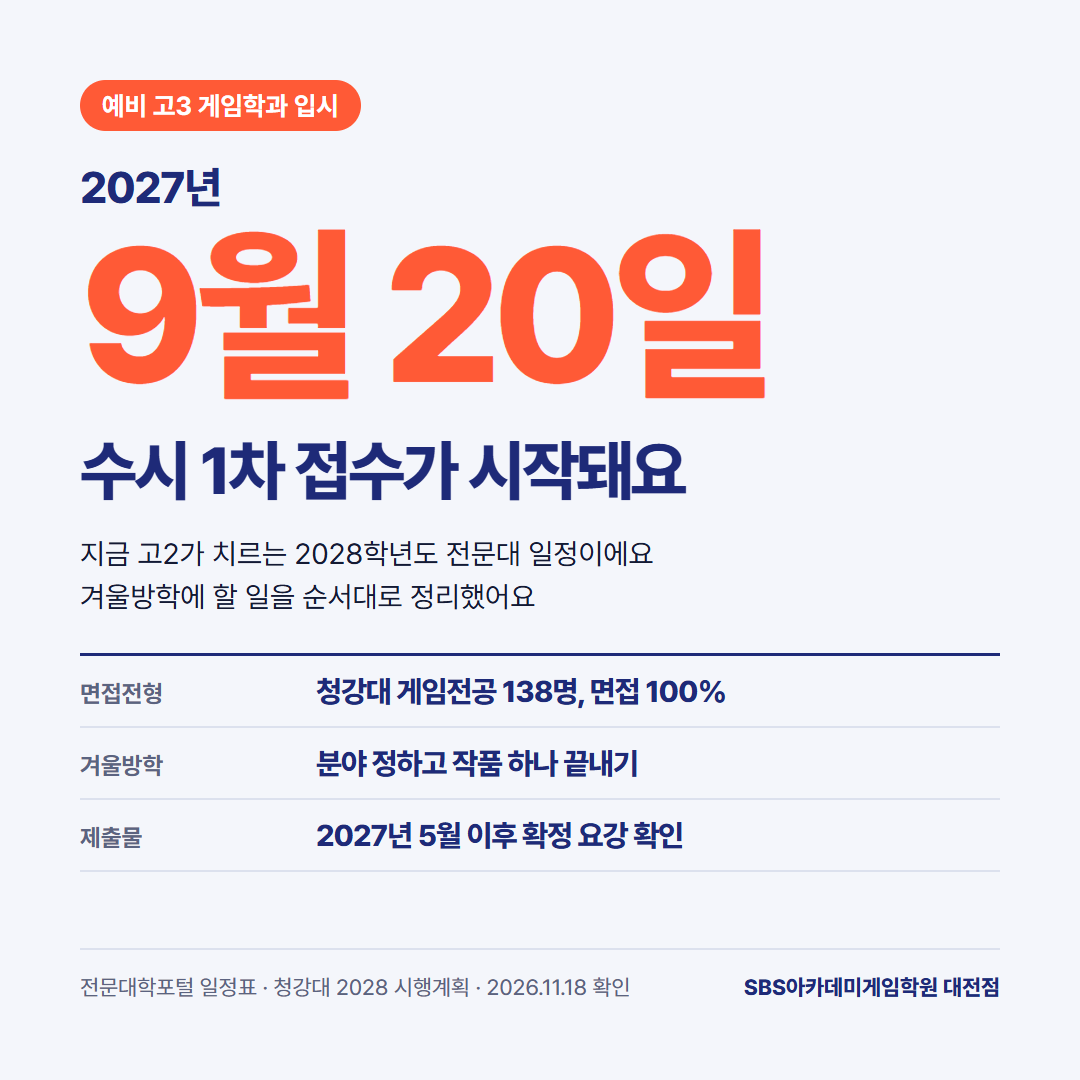 예비 고3 게임학과 입시
2027년
9월 20일
수시 1차 접수가 시작돼요
지금 고2가 치르는 2028학년도 전문대 일정이에요
겨울방학에 할 일을 순서대로 정리했어요
면접전형 청강대 게임전공 138명, 면접 100%
겨울방학 분야 정하고 작품 하나 끝내기
제출물 2027년 5월 이후 확정 요강 확인
전문대학포털 일정표 · 청강대 2028 시행계획 · 2026.11.18 확인 SBS아카데미게임학원 대전점